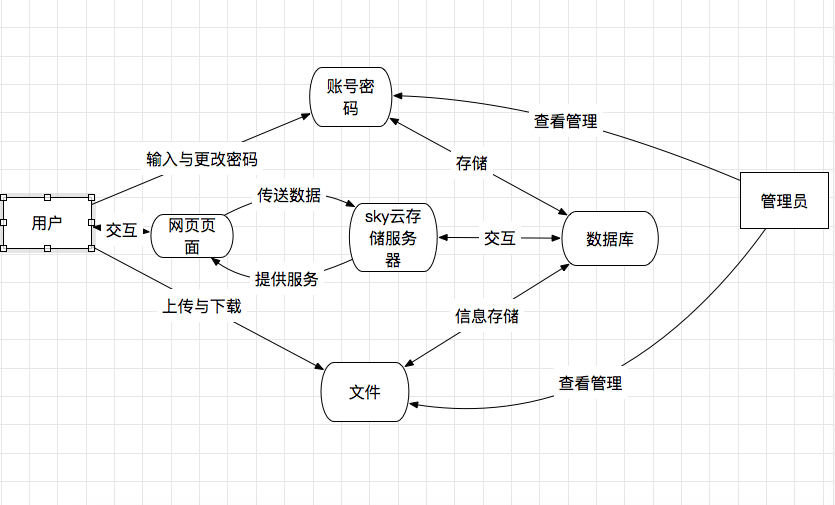 账号密
码
查看管理
输入与更改密码
存储
传送数据
管理员
用户
交互
网页页
面
sky云存
储服务
器
交互
数据库
提供服务
上传与下载
信息存储
查看管理
文件